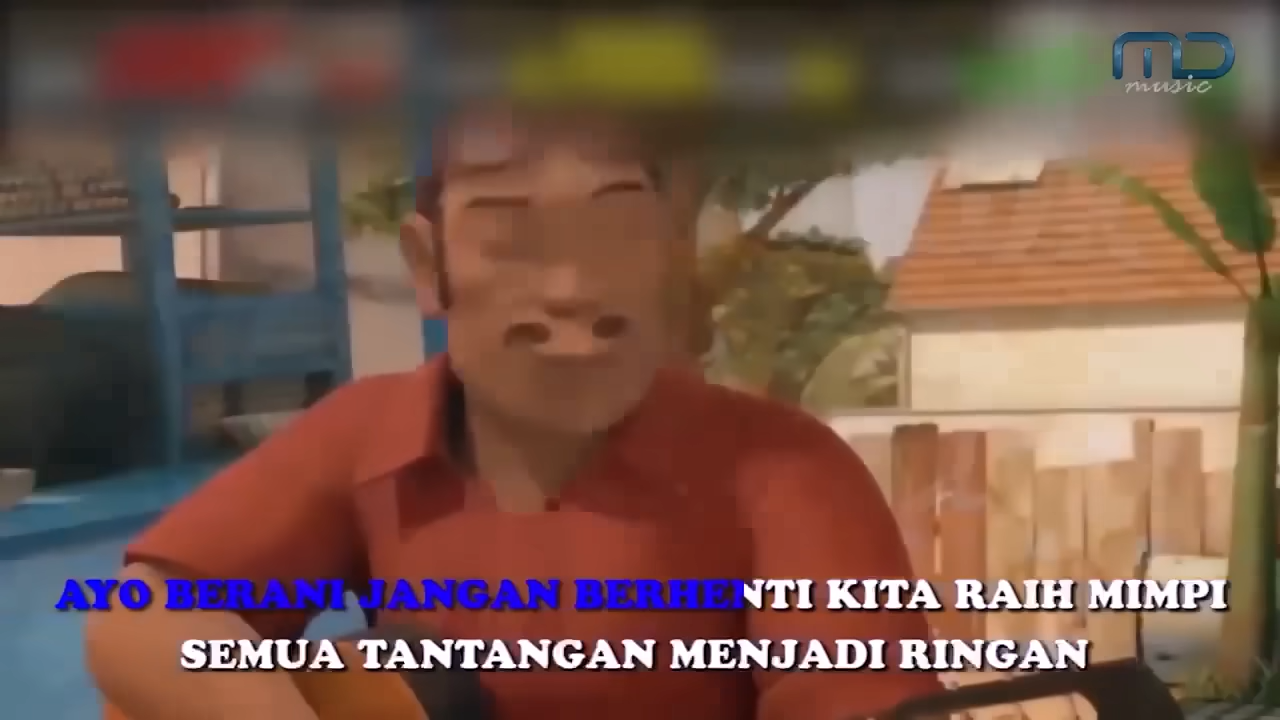 MD
music
AYO BERANI JANGAN BERHENTI KITA RAIH MIMPI
SEMUA TANTANGAN MENJADI RINGAN